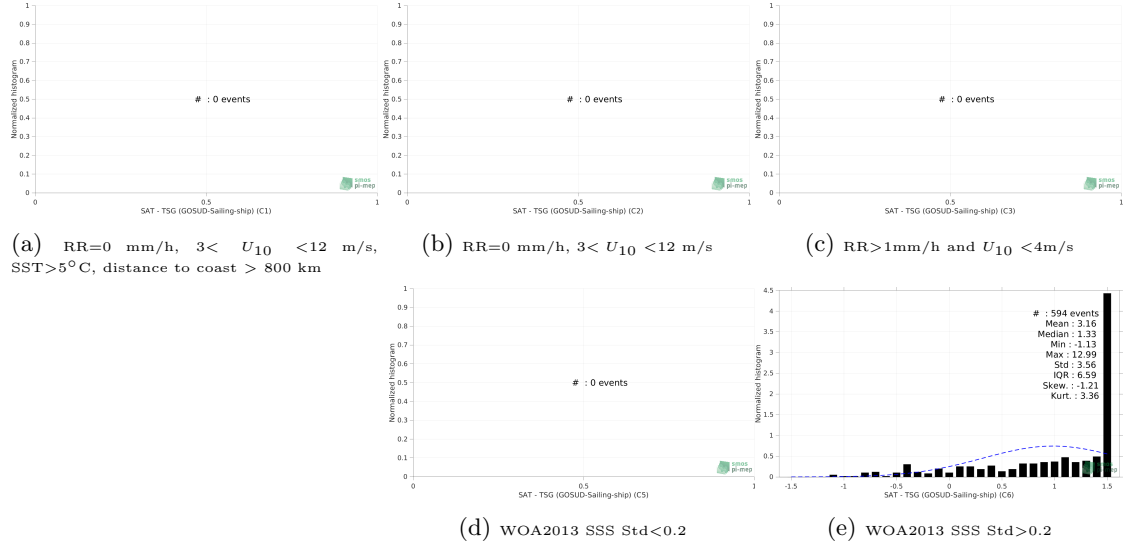 1
0.9
0.8
0.7
0.6
0.5
0.4
0.3
0.2
0.1
0
Normalized histogram
# : 0 events
smos
pi-mep
0 0.5 1
SAT - TSG (GOSUD-Sailing-ship) (C1)
(a) RR=0 mm/h, 3< U10 <12 m/s,
SST>5°C, distance to coast > 800 km
1
0.9
0.8
0.7
0.6
0.5
0.4
0.3
0.2
0.1
0
Normalized histogram
# : 0 events
smos
pi-mep
0 0.5 1
SAT - TSG (GOSUD-Sailing-ship) (C2)
(b) RR=0 mm/h, 3< U10 <12 m/s
1
0.9
0.8
0.7
0.6
0.5
0.4
0.3
0.2
0.1
0
Normalized histogram
# : 0 events
smos
pi-mep
0 0.5 1
SAT - TSG (GOSUD-Sailing-ship) (C3)
(c) RR>1mm/h and U10 <4m/s
1
0.9
0.8
0.7
0.6
0.5
0.4
0.3
0.2
0.1
0
Normalized histogram
# : 0 events
smos
pi-mep
0 0.5 1
SAT - TSG (GOSUD-Sailing-ship) (C5)
(d) WOA2013 SSS Std<0.2
4.5
4
3.5
3
2.5
2
1.5
1
0.5
0
Normalized histogram
# : 594 events
Mean : 3.16
Median : 1.33
Min : -1.13
Max : 12.99
Std : 3.56
IQR : 6.59
Skew. : -1.21
Kurt. : 3.36
smos
pi-mep
-1.5 -1 -0.5 0 0.5 1 1.5
SAT - TSG (GOSUD-Sailing-ship) (C6)
(e) WOA2013 SSS Std>0.2